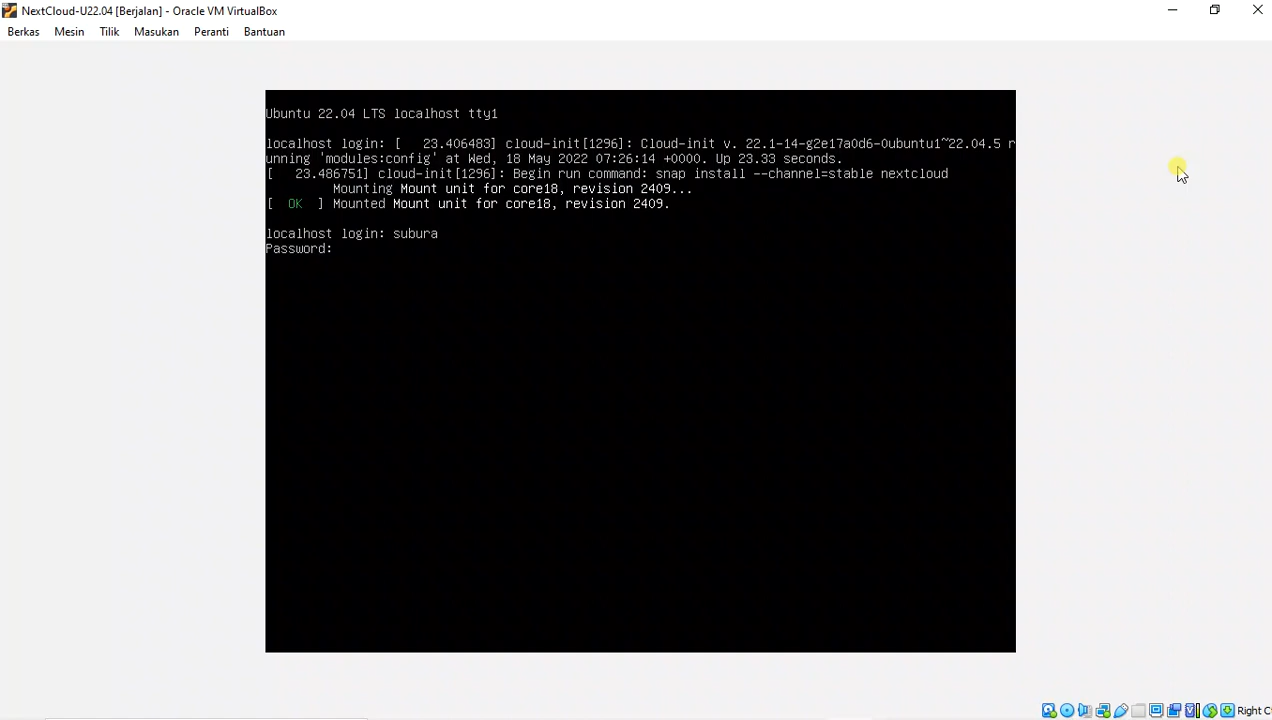 NextCloud-U22.04 [Berjalan] - Oracle VM VirtualBox
Berkas Mesin Tilik Masukan Peranti Bantuan
Ubuntu 22.04 LTS localhost tty1
localhost login: [   23.406483] cloud-init[1296]: Cloud-init v. 22.1-14-g2e17a0d6-0ubuntu1~22.04.5 r
unning 'modules:config' at Wed, 18 May 2022 07:26:14 +0000. Up 23.33 seconds.
[   23.486751] cloud-init[1296]: Begin run command: snap install --channel=stable nextcloud
Mounting Mount unit for core18, revision 2409...
[  OK  ] Mounted Mount unit for core18, revision 2409.
localhost login: subura
Password:
Right C